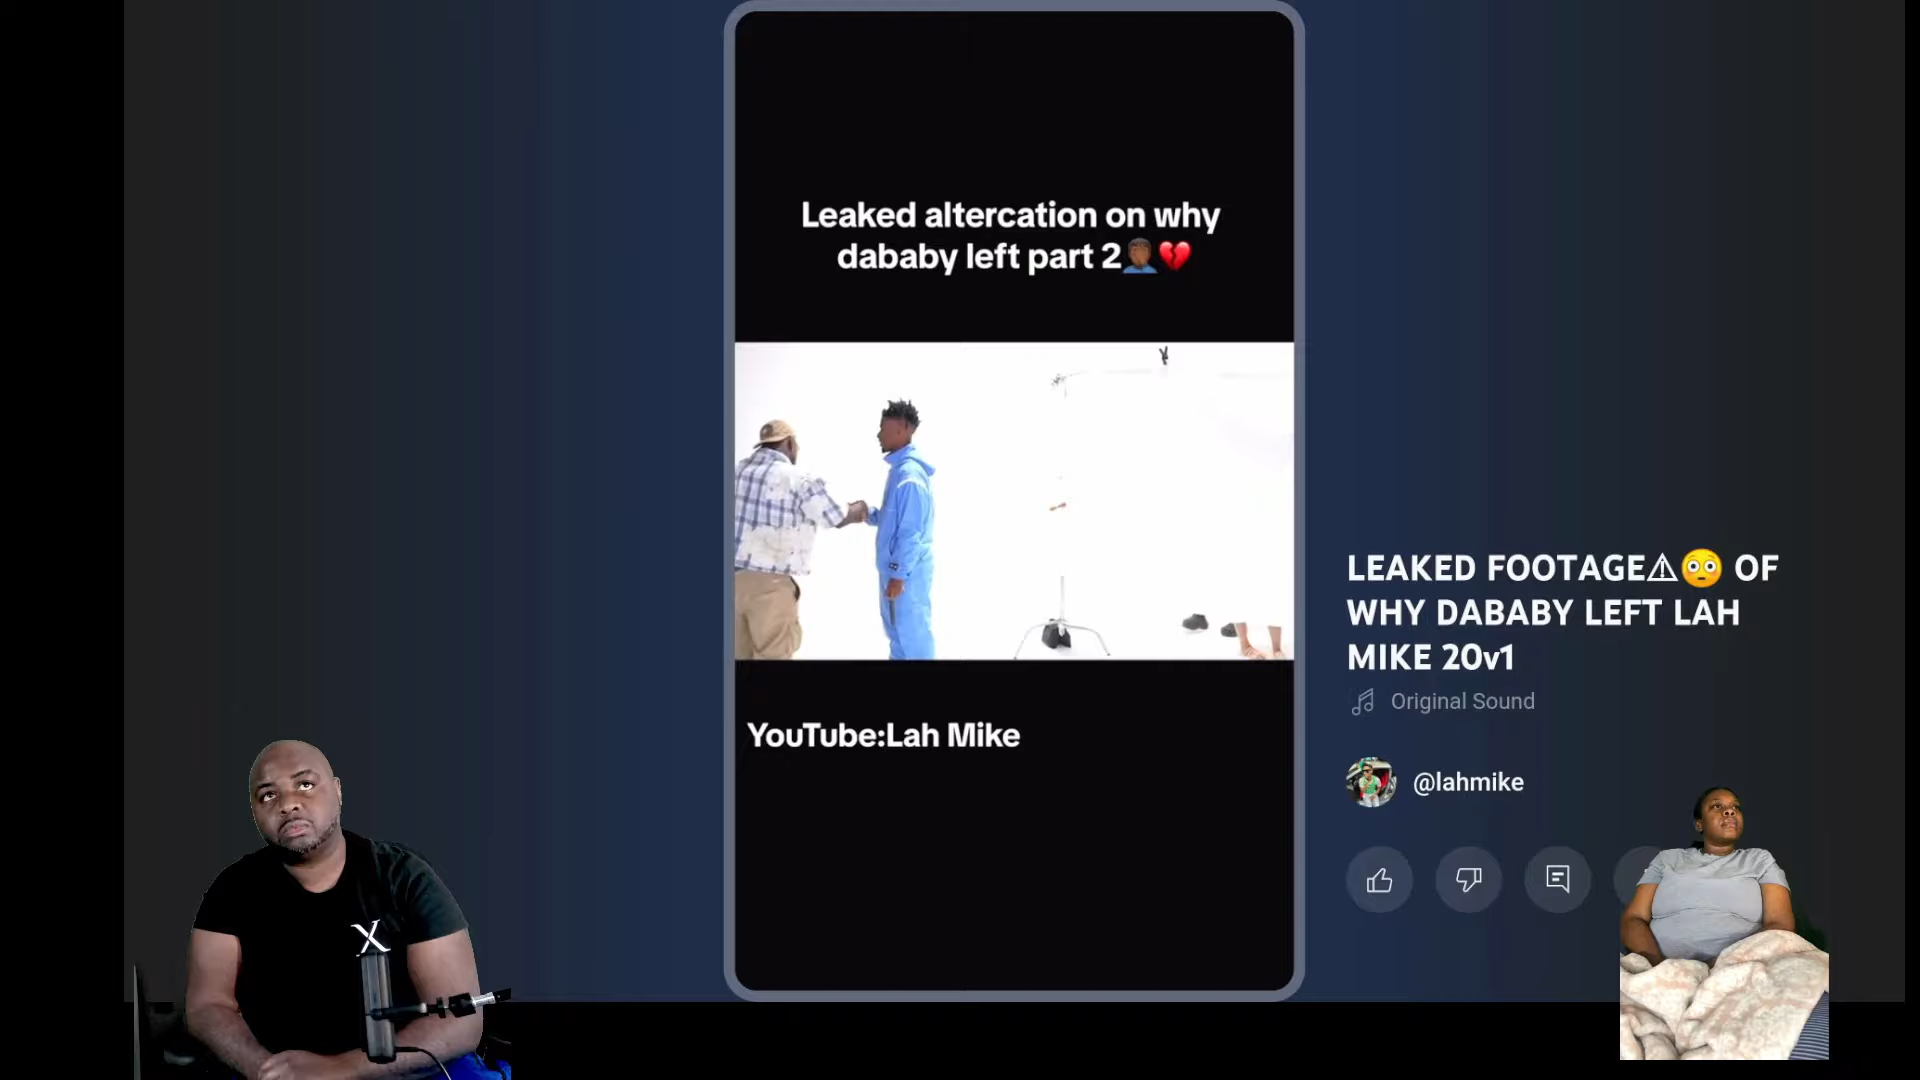 Leaked altercation on why
dababy left part 2🤦🏾‍♂️💔
YouTube:Lah Mike
LEAKED FOOTAGE⚠😳 OF
WHY DABABY LEFT LAH
MIKE 20v1
Original Sound
@lahmike
X